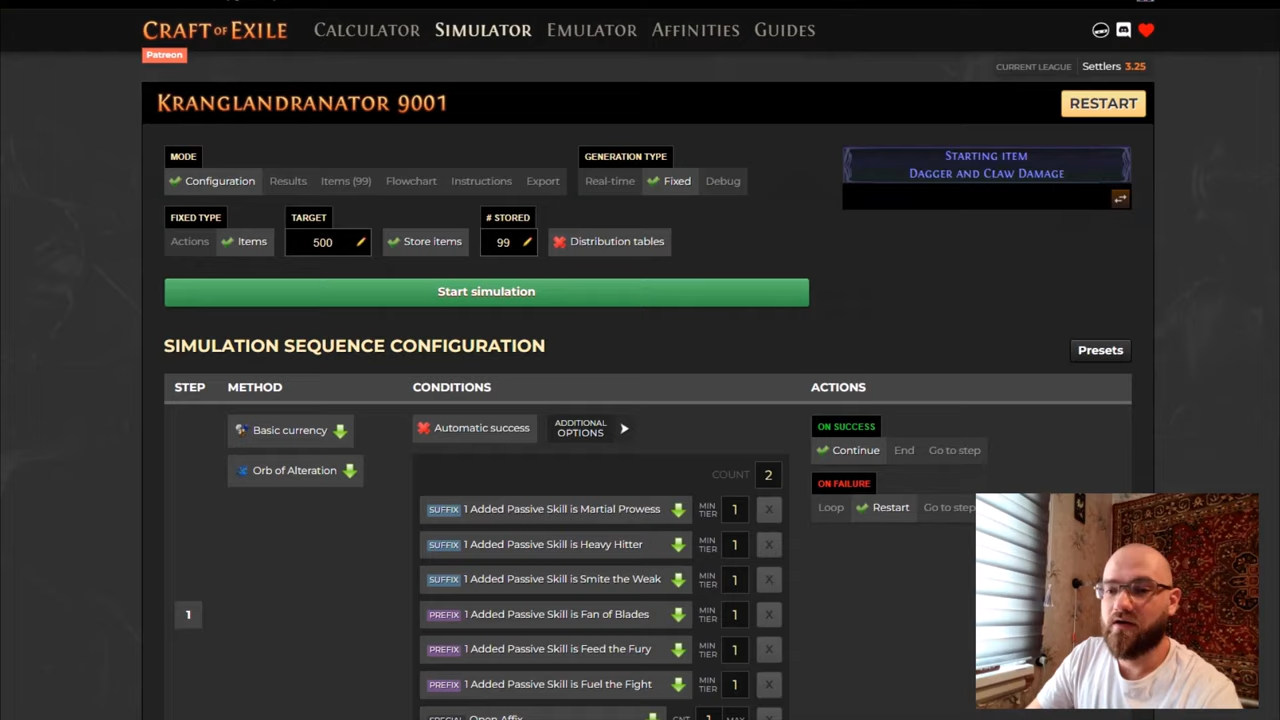 CRAFT OF EXILE
CALCULATOR SIMULATOR EMULATOR AFFINITIES GUIDES
Patreon
CURRENT LEAGUE Settlers 3.25
KRANGLANDRANATOR 9001
RESTART
MODE
GENERATION TYPE
STARTING ITEM
DAGGER AND CLAW DAMAGE
Configuration Results Items (99) Flowchart Instructions Export
Real-time Fixed Debug
FIXED TYPE TARGET # STORED
Actions Items 500 Store items 99 Distribution tables
Start simulation
SIMULATION SEQUENCE CONFIGURATION
Presets
STEP METHOD CONDITIONS ACTIONS
1
Basic currency
Orb of Alteration
Automatic success
ADDITIONAL
OPTIONS
COUNT 2
SUFFIX 1 Added Passive Skill is Martial Prowess MIN TIER 1 X
SUFFIX 1 Added Passive Skill is Heavy Hitter MIN TIER 1 X
SUFFIX 1 Added Passive Skill is Smite the Weak MIN TIER 1 X
PREFIX 1 Added Passive Skill is Fan of Blades MIN TIER 1 X
PREFIX 1 Added Passive Skill is Feed the Fury MIN TIER 1 X
PREFIX 1 Added Passive Skill is Fuel the Fight MIN TIER 1 X
SPECIAL Open Affix CNT 1 MAX
ON SUCCESS
Continue End Go to step
ON FAILURE
Loop Restart Go to step